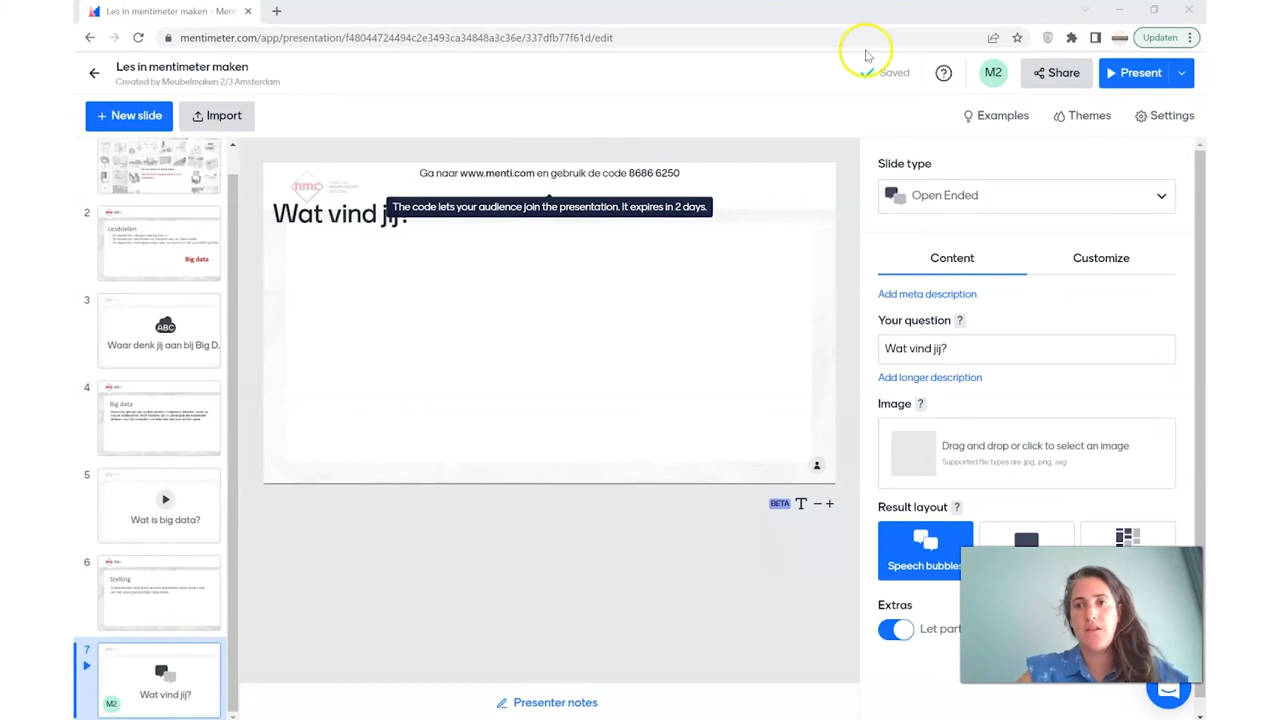 Les in mentimeter maken - Ment
mentimeter.com/app/presentation/f48044724494c2e3493ca34848a3c36e/337dfb77f61d/edit
Updaten
Les in mentimeter maken
Created by Meubelmaken 2/3 Amsterdam
Saved
M2
Share
Present
New slide
Import
Examples
Themes
Settings
2
Lesdoelen
Big data
3
ABC
Waar denk jij aan bij Big D.
4
Big data
5
Wat is big data?
6
Stelling
7
Wat vind jij?
M2
hmc
Ga naar www.menti.com en gebruik de code 8686 6250
The code lets your audience join the presentation. It expires in 2 days.
Wat vind jij?
BETA T − +
Presenter notes
Slide type
Open Ended
Content
Customize
Add meta description
Your question ?
Wat vind jij?
Add longer description
Image ?
Drag and drop or click to select an image
Supported file types are jpg, png, svg
Result layout ?
Speech bubbles
Extras
Let part